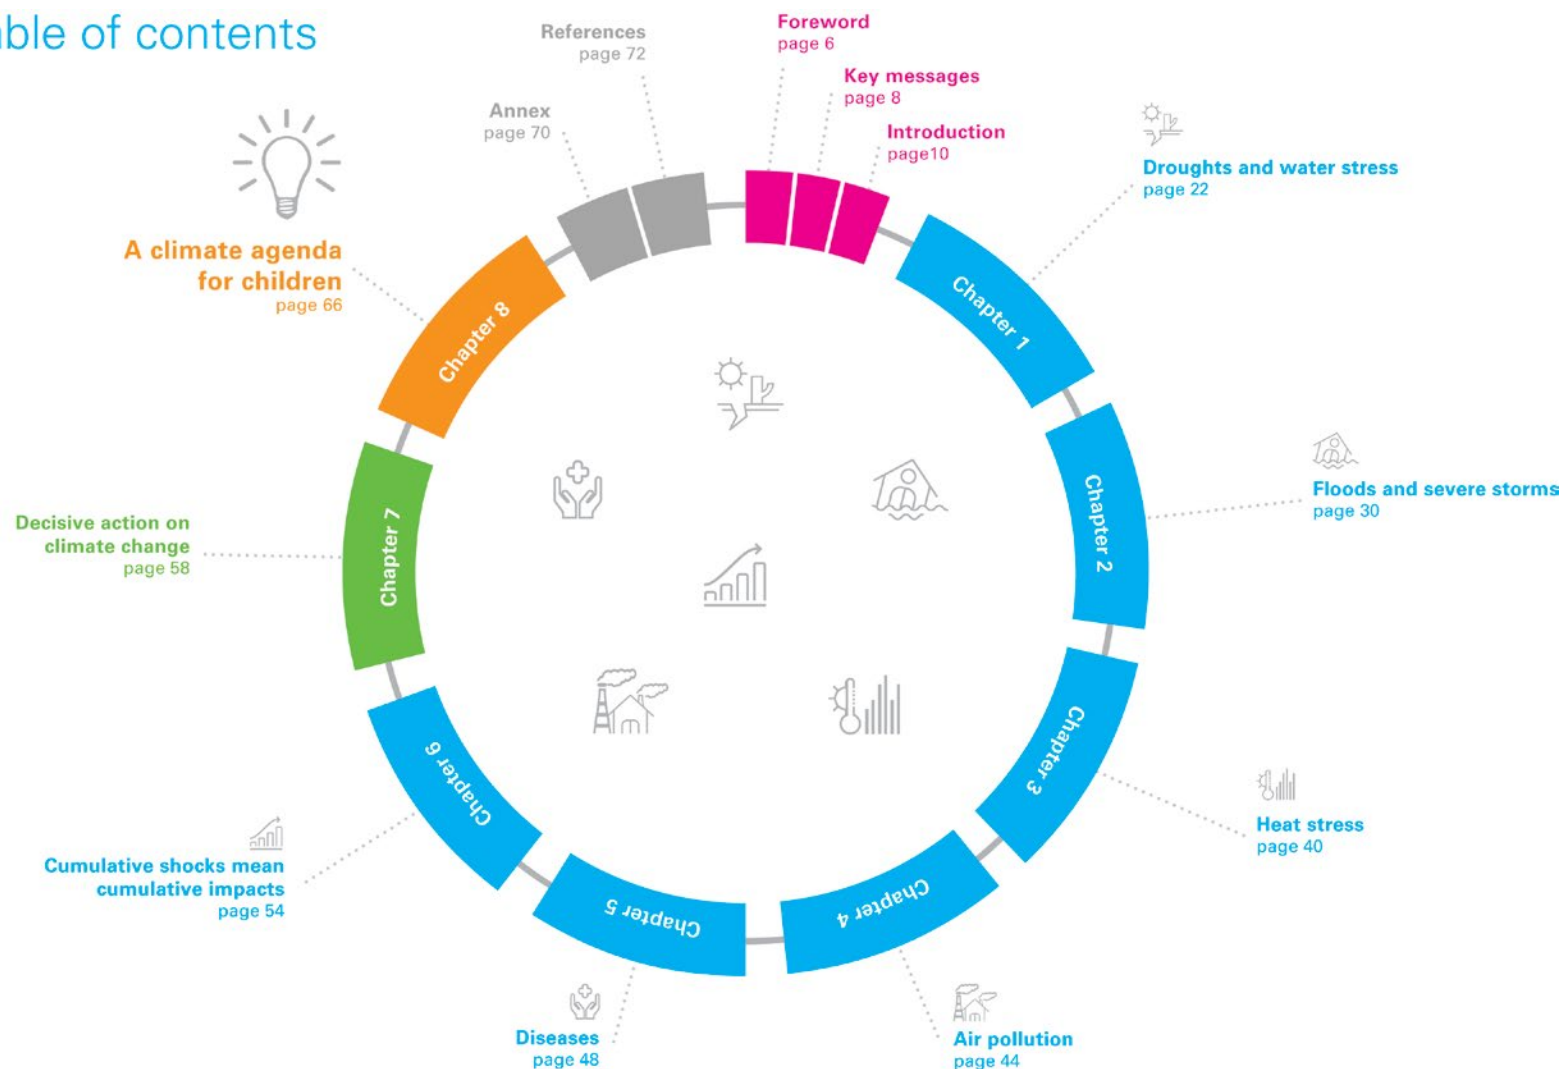 ble of contents
Foreword
page 6
Key messages
page 8
Introduction
page10
Droughts and water stress
page 22
Chapter 1
Floods and severe storms
page 30
Chapter 2
Heat stress
page 40
Chapter 3
Air pollution
page 44
Chapter 4
Diseases
page 48
Chapter 5
Cumulative shocks mean
cumulative impacts
page 54
Chapter 6
Decisive action on
climate change
page 58
Chapter 7
A climate agenda
for children
page 66
Chapter 8
Annex
page 70
References
page 72